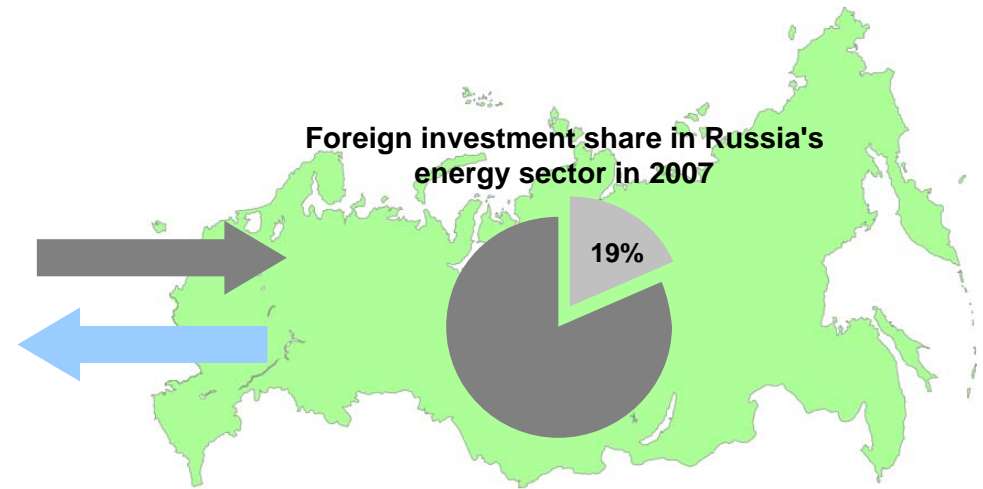 Foreign investment share in Russia's
energy sector in 2007
19%